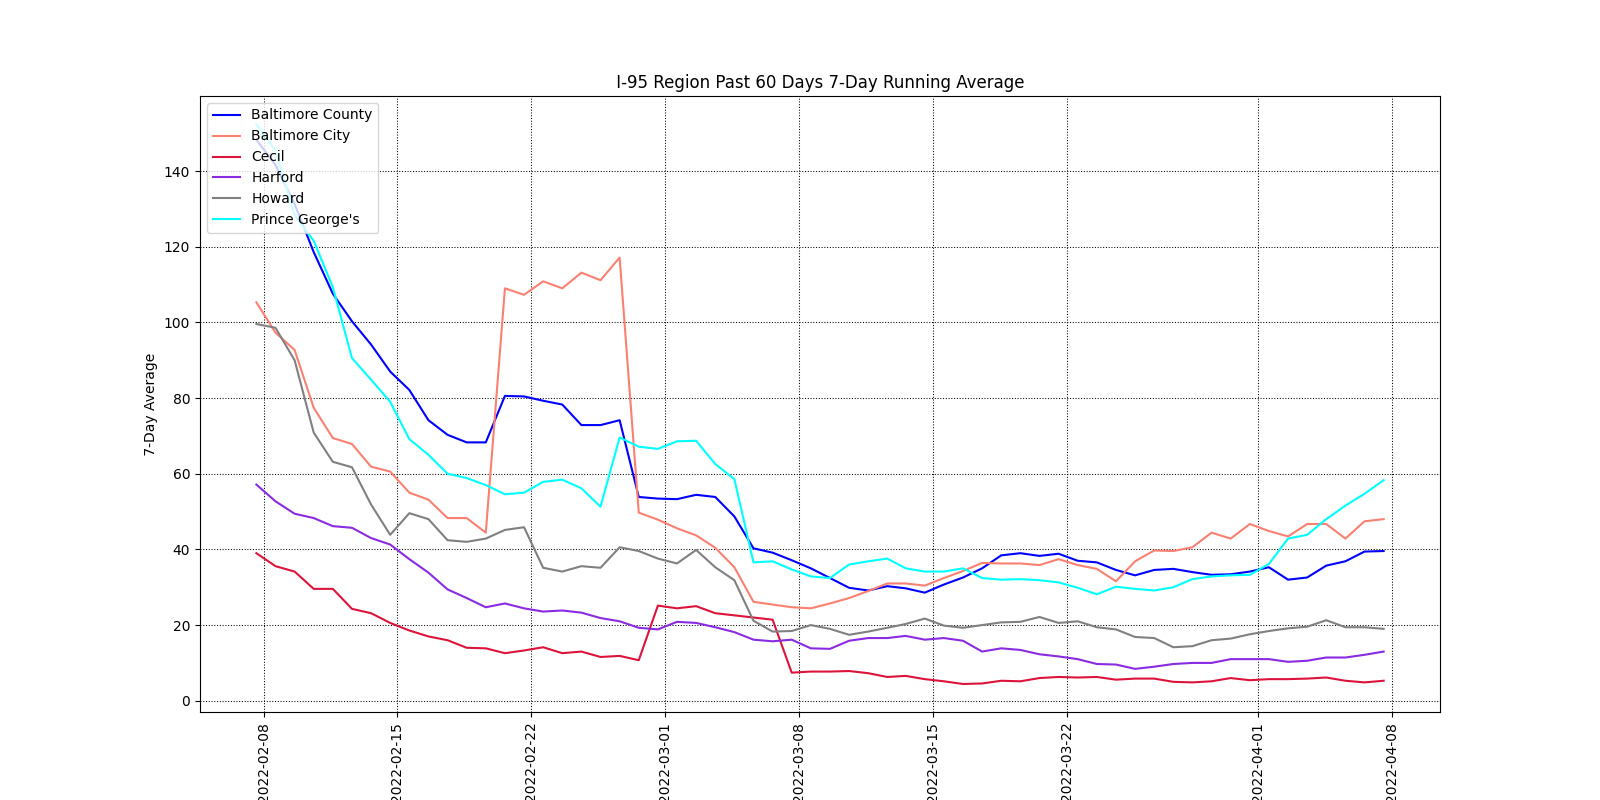 I-95 Region Past 60 Days 7-Day Running Average
Baltimore County
Baltimore City
Cecil
Harford
Howard
Prince George's
7-Day Average
140
120
100
80
60
40
20
0
2022-02-08
2022-02-15
2022-02-22
2022-03-01
2022-03-08
2022-03-15
2022-03-22
2022-04-01
2022-04-08